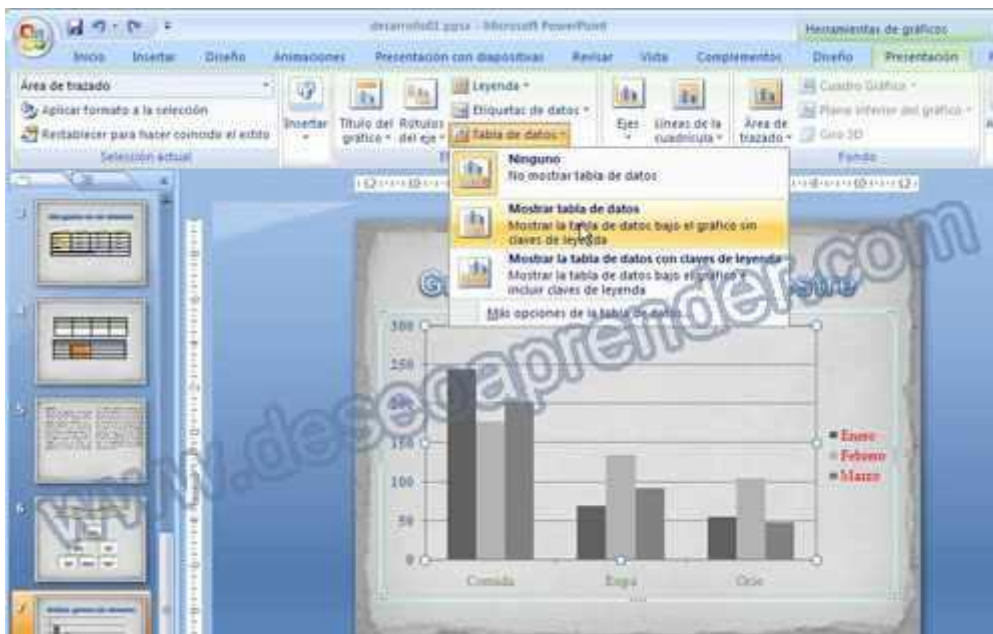 desarrollo01.ppsx - Microsoft PowerPoint
Herramientas de gráficos
Inicio Insertar Diseño Animaciones Presentación con diapositivas Revisar Vista Complementos Diseño Presentación
Área de trazado
Aplicar formato a la selección
Restablecer para hacer coincidir el estilo
Selección actual
Insertar
Título del gráfico
Rótulos del eje
Leyenda
Etiquetas de datos
Tabla de datos
Ejes
Líneas de la cuadrícula
Área de trazado
Cuadro Gráfico
Plano inferior del gráfico
Giro 3D
Fondo
Ninguno
No mostrar tabla de datos
Mostrar tabla de datos
Mostrar la tabla de datos bajo el gráfico sin
claves de leyenda
Mostrar la tabla de datos con claves de leyenda
Mostrar la tabla de datos bajo el gráfico e
incluir claves de leyenda
Más opciones de la tabla de datos...
300
250
150
100
50
0
Comida Ropa Ocio
Enero
Febrero
Marzo
www.deseoaprender.com